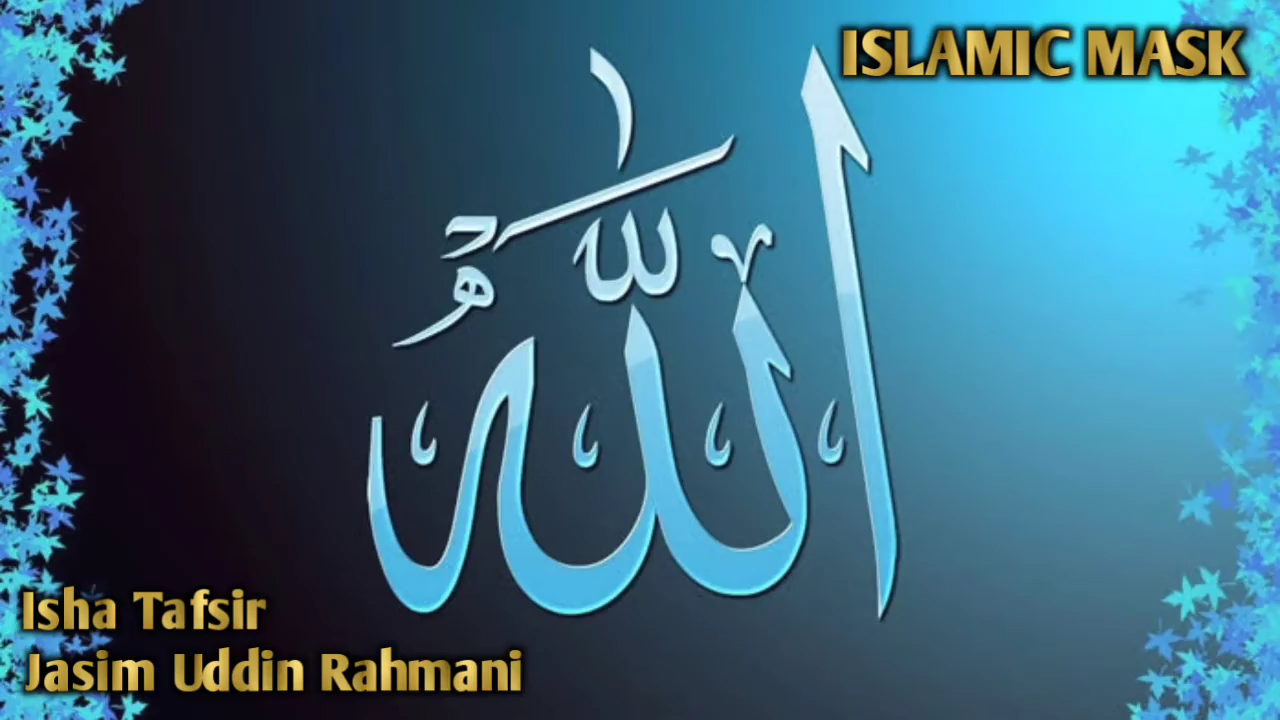 ISLAMIC MASK
الله
Isha Tafsir
Jasim Uddin Rahmani